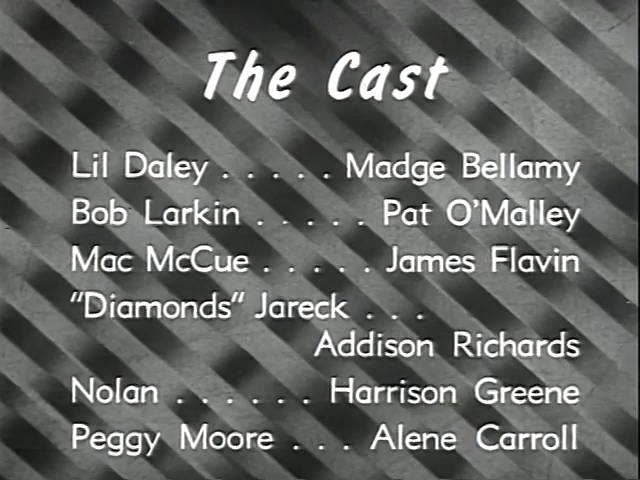 The Cast
Lil Daley . . . . . Madge Bellamy
Bob Larkin . . . . . Pat O'Malley
Mac McCue . . . . . James Flavin
"Diamonds" Jareck . . .
Addison Richards
Nolan . . . . . . Harrison Greene
Peggy Moore . . . Alene Carroll